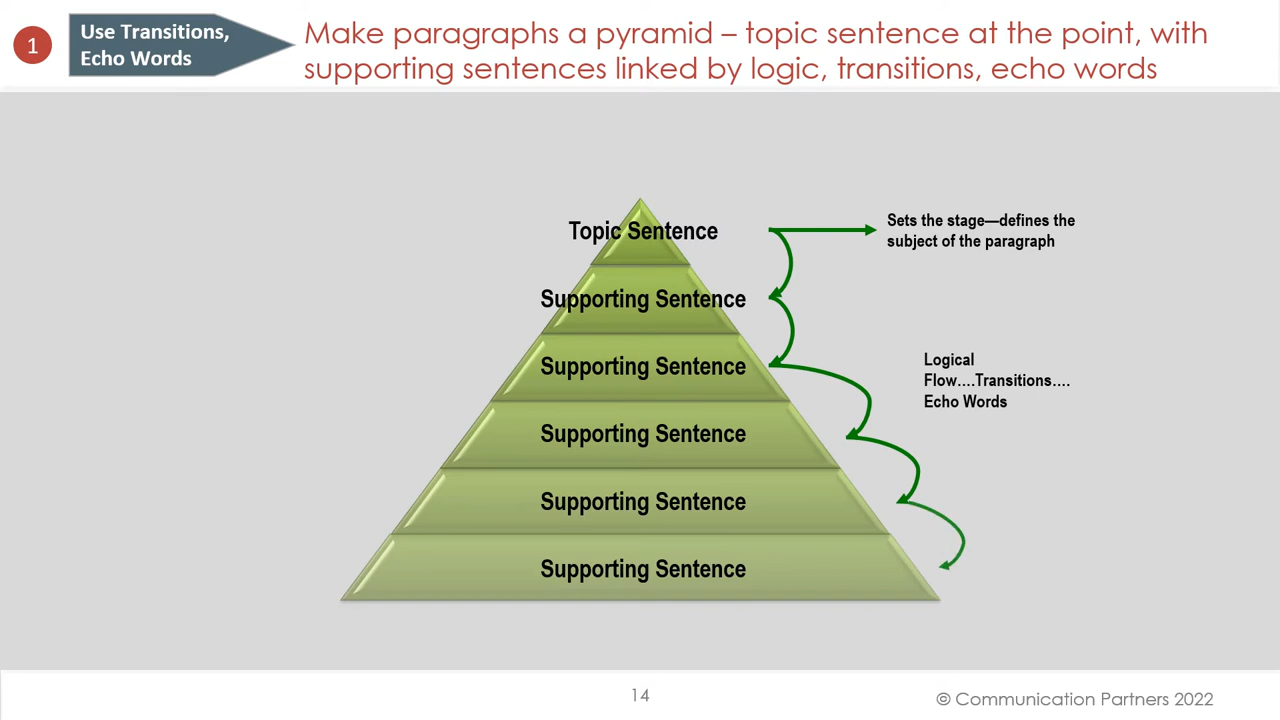 1
Use Transitions,
Echo Words
Make paragraphs a pyramid – topic sentence at the point, with
supporting sentences linked by logic, transitions, echo words
Topic Sentence
Sets the stage—defines the
subject of the paragraph
Supporting Sentence
Supporting Sentence
Logical
Flow....Transitions....
Echo Words
Supporting Sentence
Supporting Sentence
Supporting Sentence
14
© Communication Partners 2022